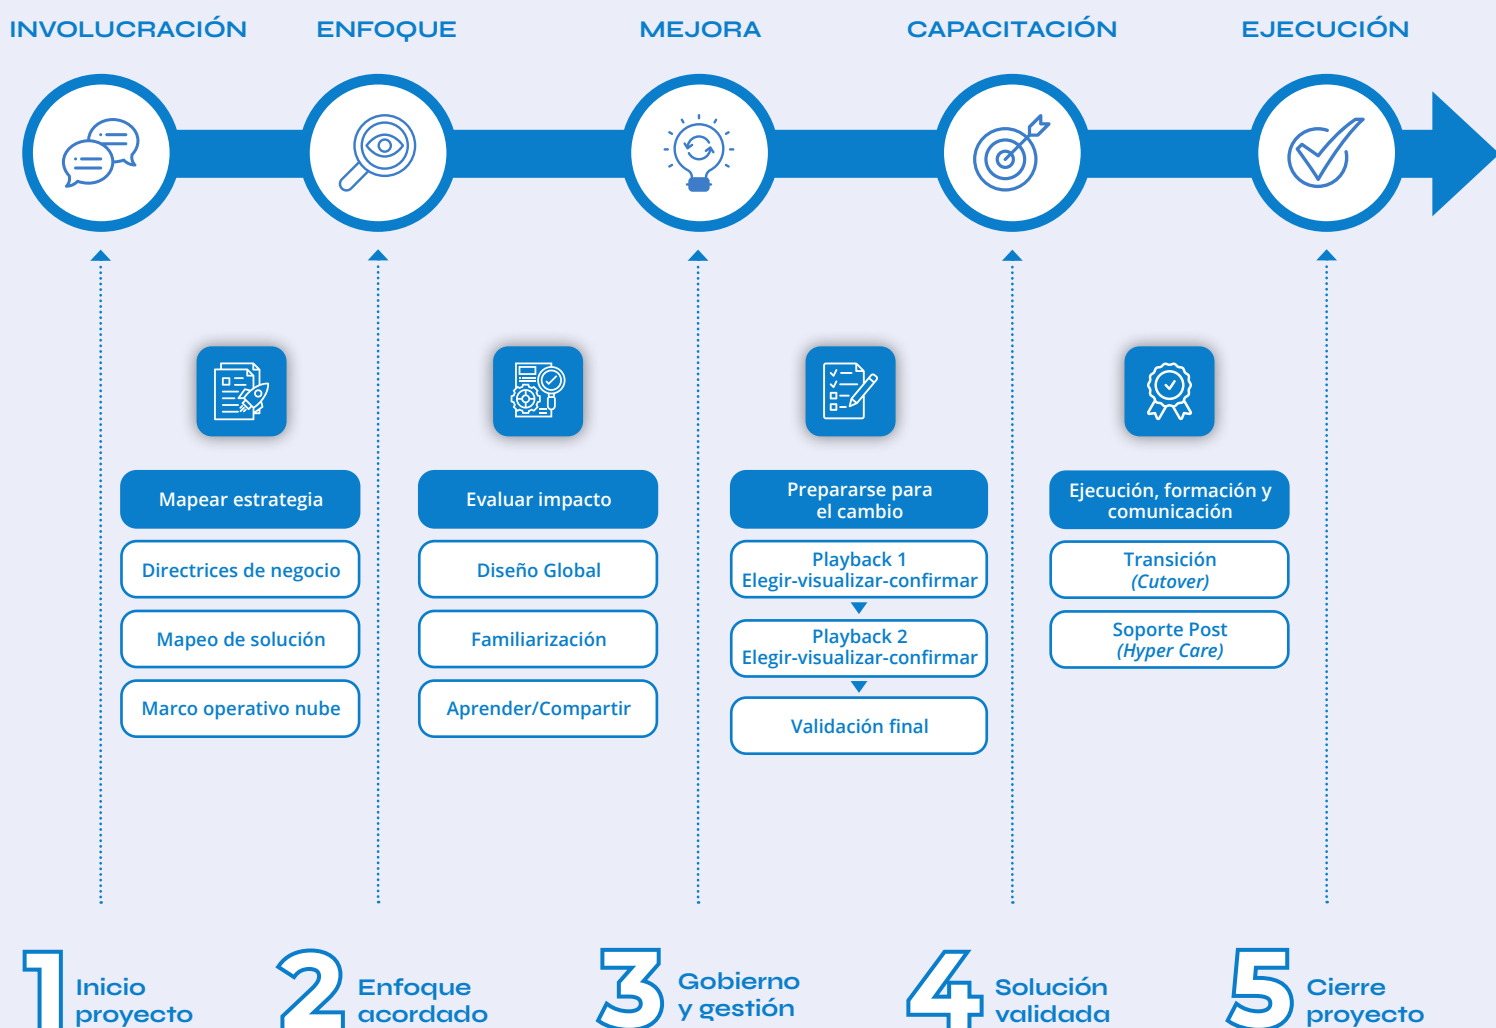 INVOLUCRACIÓN
ENFOQUE
MEJORA
CAPACITACIÓN
EJECUCIÓN
Mapear estrategia
Directrices de negocio
Mapeo de solución
Marco operativo nube
Evaluar impacto
Diseño Global
Familiarización
Aprender/Compartir
Prepararse para
el cambio
Playback 1
Elegir-visualizar-confirmar
Playback 2
Elegir-visualizar-confirmar
Validación final
Ejecución, formación y
comunicación
Transición
(Cutover)
Soporte Post
(Hyper Care)
1
Inicio
proyecto
2
Enfoque
acordado
3
Gobierno
y gestión
4
Solución
validada
5
Cierre
proyecto